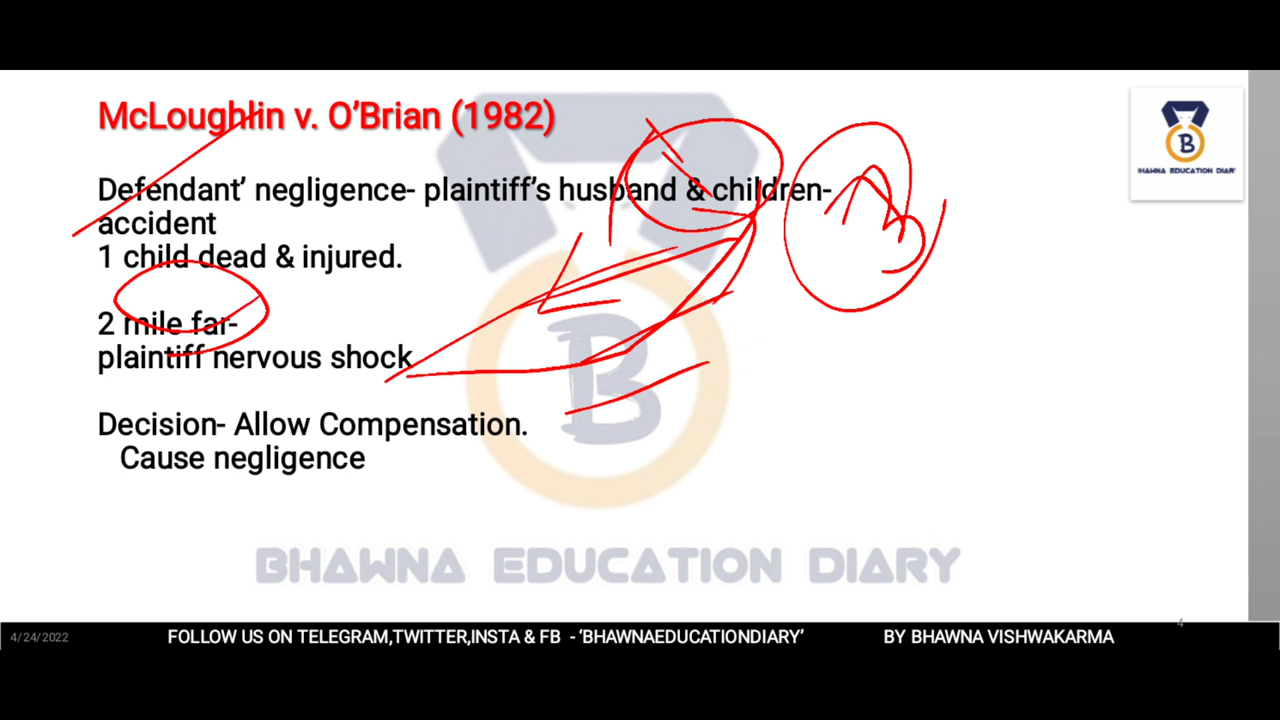 McLoughlin v. O’Brian (1982)
Defendant’ negligence- plaintiff’s husband & children-
accident
1 child dead & injured.
2 mile far-
plaintiff nervous shock
Decision- Allow Compensation.
Cause negligence
B
BHAWNA EDUCATION DIARY
B
BHAWNA EDUCATION DIARY
4/24/2022
FOLLOW US ON TELEGRAM,TWITTER,INSTA & FB - ‘BHAWNAEDUCATIONDIARY’
BY BHAWNA VISHWAKARMA
4